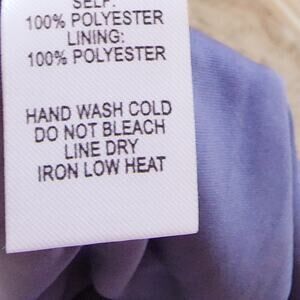 SELF:
100% POLYESTER
LINING:
100% POLYESTER
HAND WASH COLD
DO NOT BLEACH
LINE DRY
IRON LOW HEAT